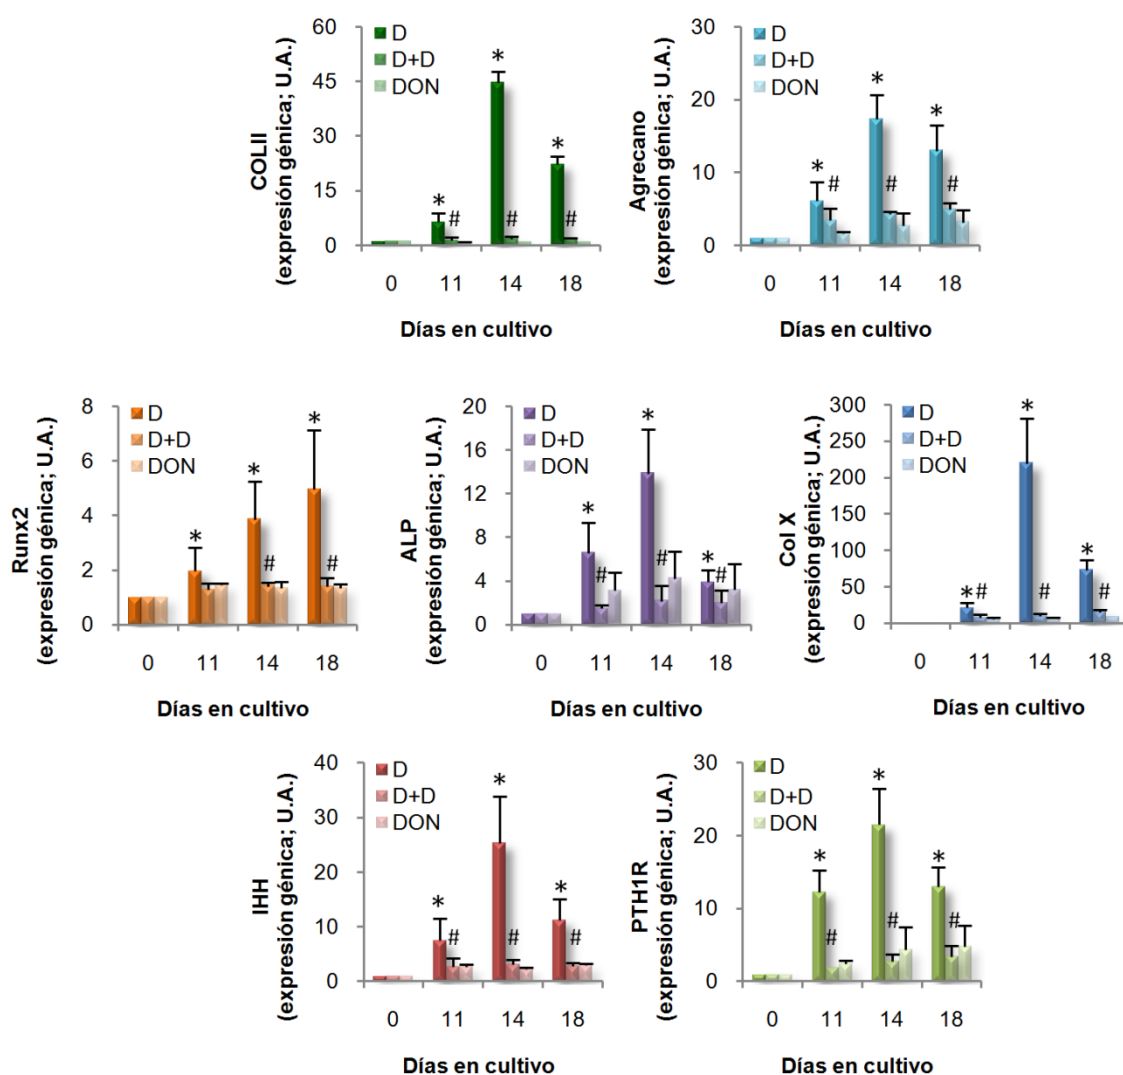 COLII
(expresión génica; U.A.)
60
45
30
15
0
D
D+D
DON
*
#
*
#
*
#
0 11 14 18
Días en cultivo
Agrecano
(expresión génica; U.A.)
30
20
10
0
D
D+D
DON
*
#
*
#
*
#
0 11 14 18
Días en cultivo
Runx2
(expresión génica; U.A.)
8
6
4
2
0
D
D+D
DON
*
*
#
*
#
0 11 14 18
Días en cultivo
ALP
(expresión génica; U.A.)
20
16
12
8
4
0
D
D+D
DON
*
#
*
#
*
#
0 11 14 18
Días en cultivo
Col X
(expresión génica; U.A.)
300
250
200
150
100
50
0
D
D+D
DON
*
#
*
#
*
#
0 11 14 18
Días en cultivo
IHH
(expresión génica; U.A.)
40
30
20
10
0
D
D+D
DON
*
#
*
#
*
#
0 11 14 18
Días en cultivo
PTH1R
(expresión génica; U.A.)
30
20
10
0
D
D+D
DON
*
#
*
#
*
#
0 11 14 18
Días en cultivo